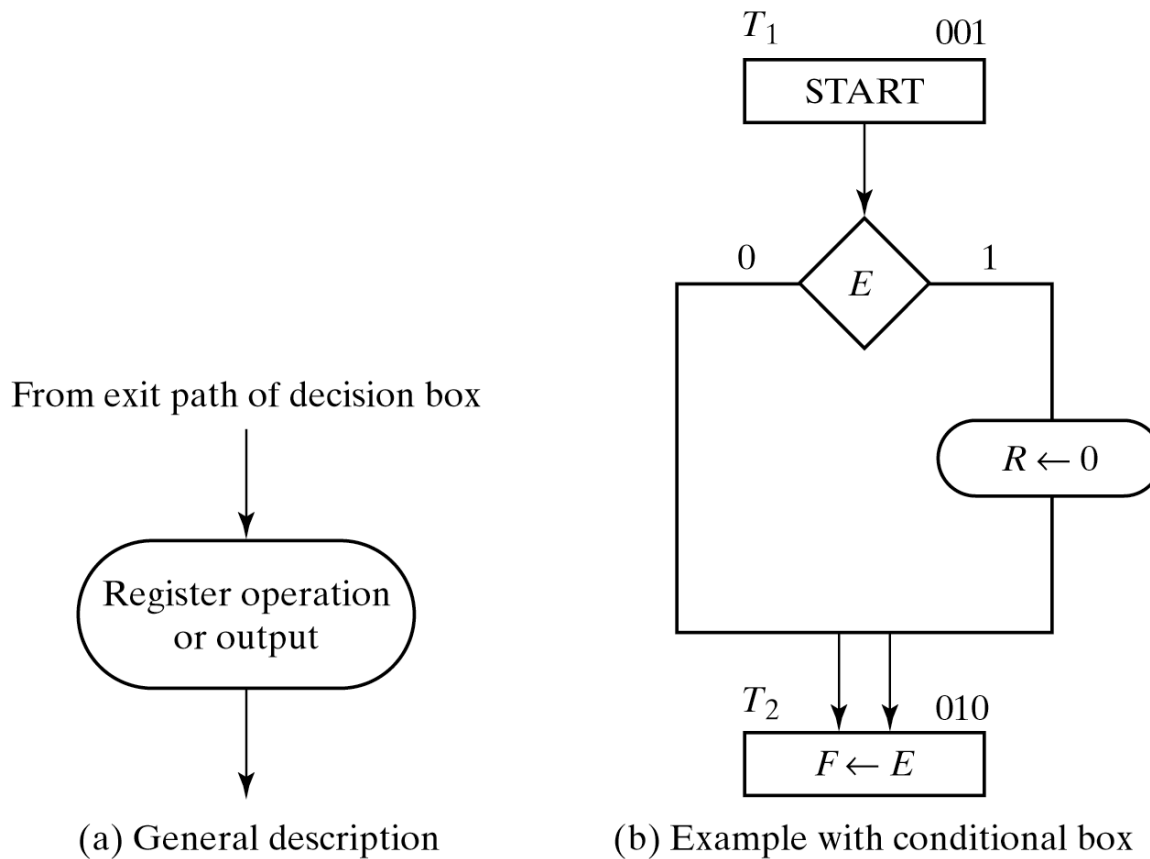 From exit path of decision box
Register operation
or output
(a) General description
T1 001
START
E
0 1
R ← 0
T2 010
F ← E
(b) Example with conditional box